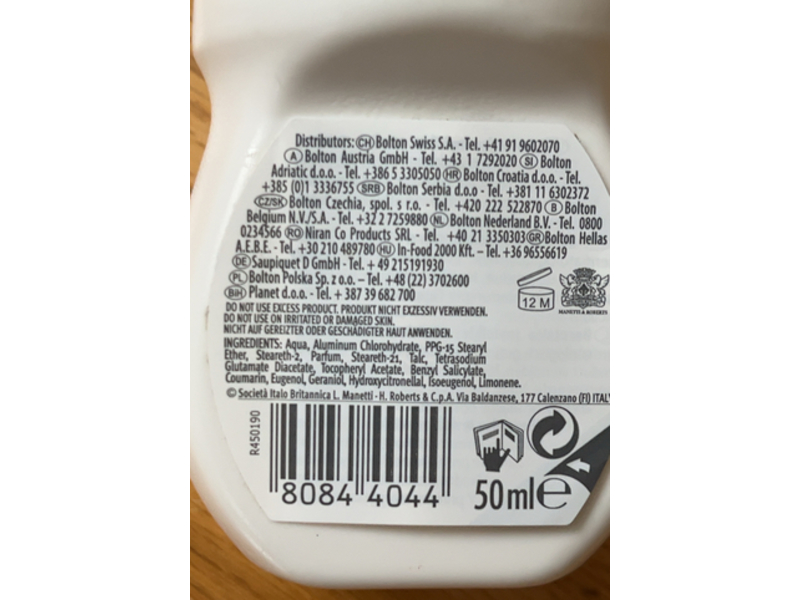 Distributors: CH Bolton Swiss S.A. - Tel. +41 91 9602070
A Bolton Austria GmbH - Tel. +43 1 7292020 SI Bolton
Adriatic d.o.o. - Tel. +386 5 3305050 HR Bolton Croatia d.o.o. - Tel.
+385 (0)1 3336755 SRB Bolton Serbia d.o.o - Tel. +381 11 6302372
CZ/SK Bolton Czechia, spol. s r.o. - Tel. +420 222 522870 B Bolton
Belgium N.V./S.A. - Tel. +32 2 7259880 NL Bolton Nederland B.V. - Tel. 0800
0234566 RO Niran Co Products SRL - Tel. +40 21 3350303 GR Bolton Hellas
A.E.B.E. - Tel. +30 210 489780 HU In-Food 2000 Kft. – Tel. +36 96556619
DE Saupiquet D GmbH - Tel. + 49 215191930
PL Bolton Polska Sp. z o.o. – Tel. +48 (22) 3702600
BiH Planet d.o.o. - Tel. + 387 39 682 700
12 M
MANETTI & ROBERTS
DO NOT USE EXCESS PRODUCT. PRODUKT NICHT EXZESSIV VERWENDEN.
DO NOT USE ON IRRITATED OR DAMAGED SKIN.
NICHT AUF GEREIZTER ODER GESCHÄDIGTER HAUT ANWENDEN.
INGREDIENTS: Aqua, Aluminum Chlorohydrate, PPG-15 Stearyl
Ether, Steareth-2, Parfum, Steareth-21, Talc, Tetrasodium
Glutamate Diacetate, Tocopheryl Acetate, Benzyl Salicylate,
Coumarin, Eugenol, Geraniol, Hydroxycitronellal, Isoeugenol, Limonene.
© Società Italo Britannica L. Manetti - H. Roberts & C.p.A. Via Baldanzese, 177 Calenzano (FI) ITALY
R450190
8084 4044
50 ml e